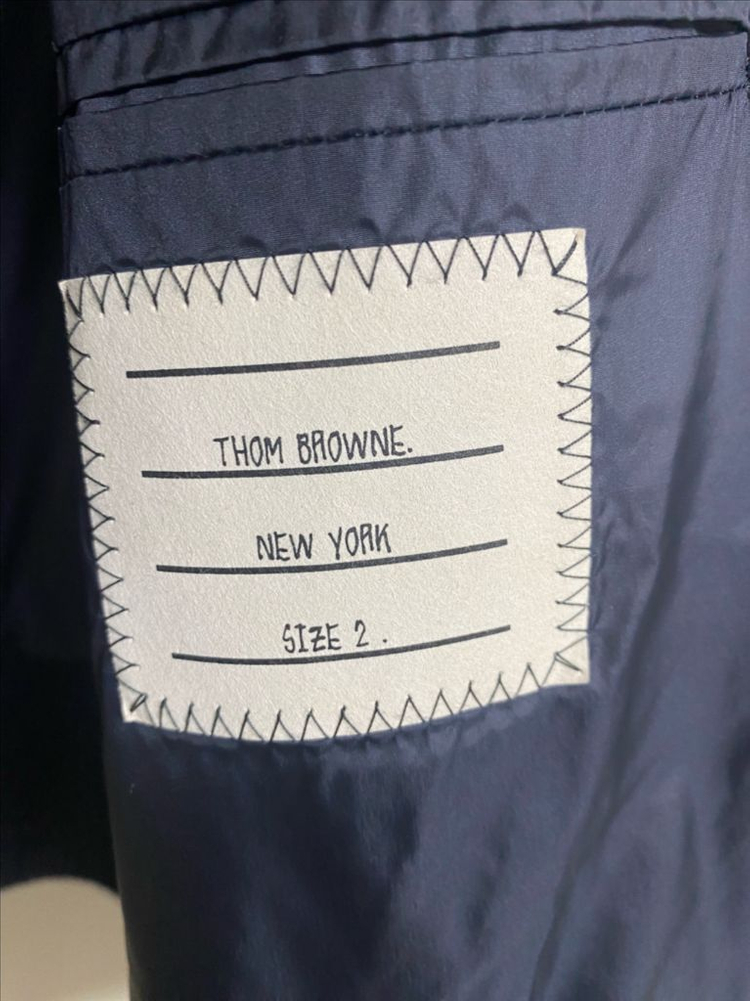 THOM BROWNE.
NEW YORK
SIZE 2.